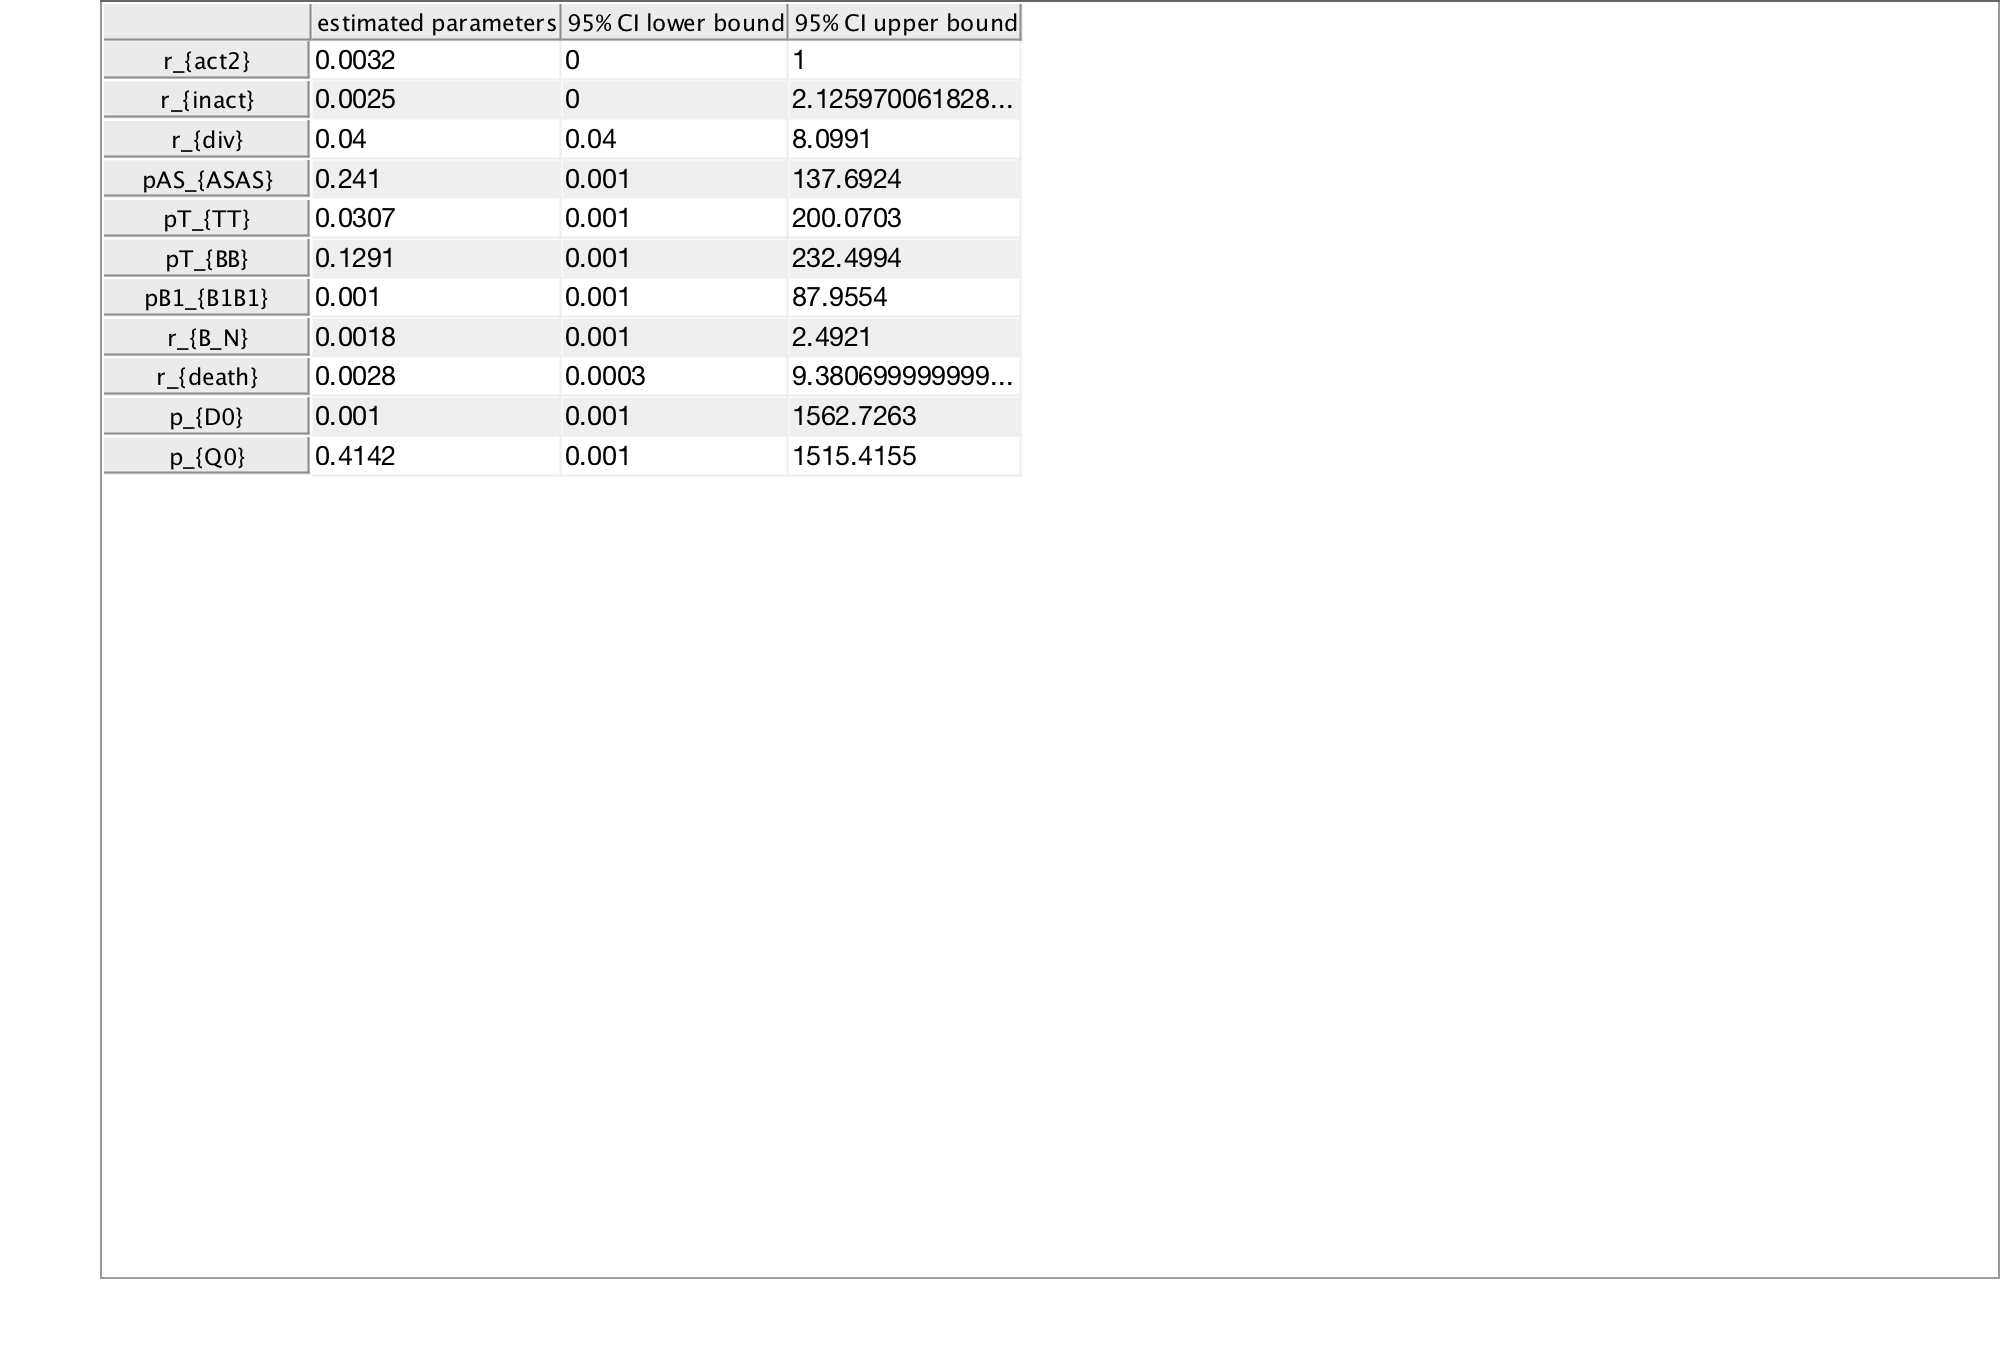 estimated parameters 95% CI lower bound 95% CI upper bound
r_{act2} 0.0032 0 1
r_{inact} 0.0025 0 2.125970061828...
r_{div} 0.04 0.04 8.0991
pAS_{ASAS} 0.241 0.001 137.6924
pT_{TT} 0.0307 0.001 200.0703
pT_{BB} 0.1291 0.001 232.4994
pB1_{B1B1} 0.001 0.001 87.9554
r_{B_N} 0.0018 0.001 2.4921
r_{death} 0.0028 0.0003 9.380699999999...
p_{D0} 0.001 0.001 1562.7263
p_{Q0} 0.4142 0.001 1515.4155